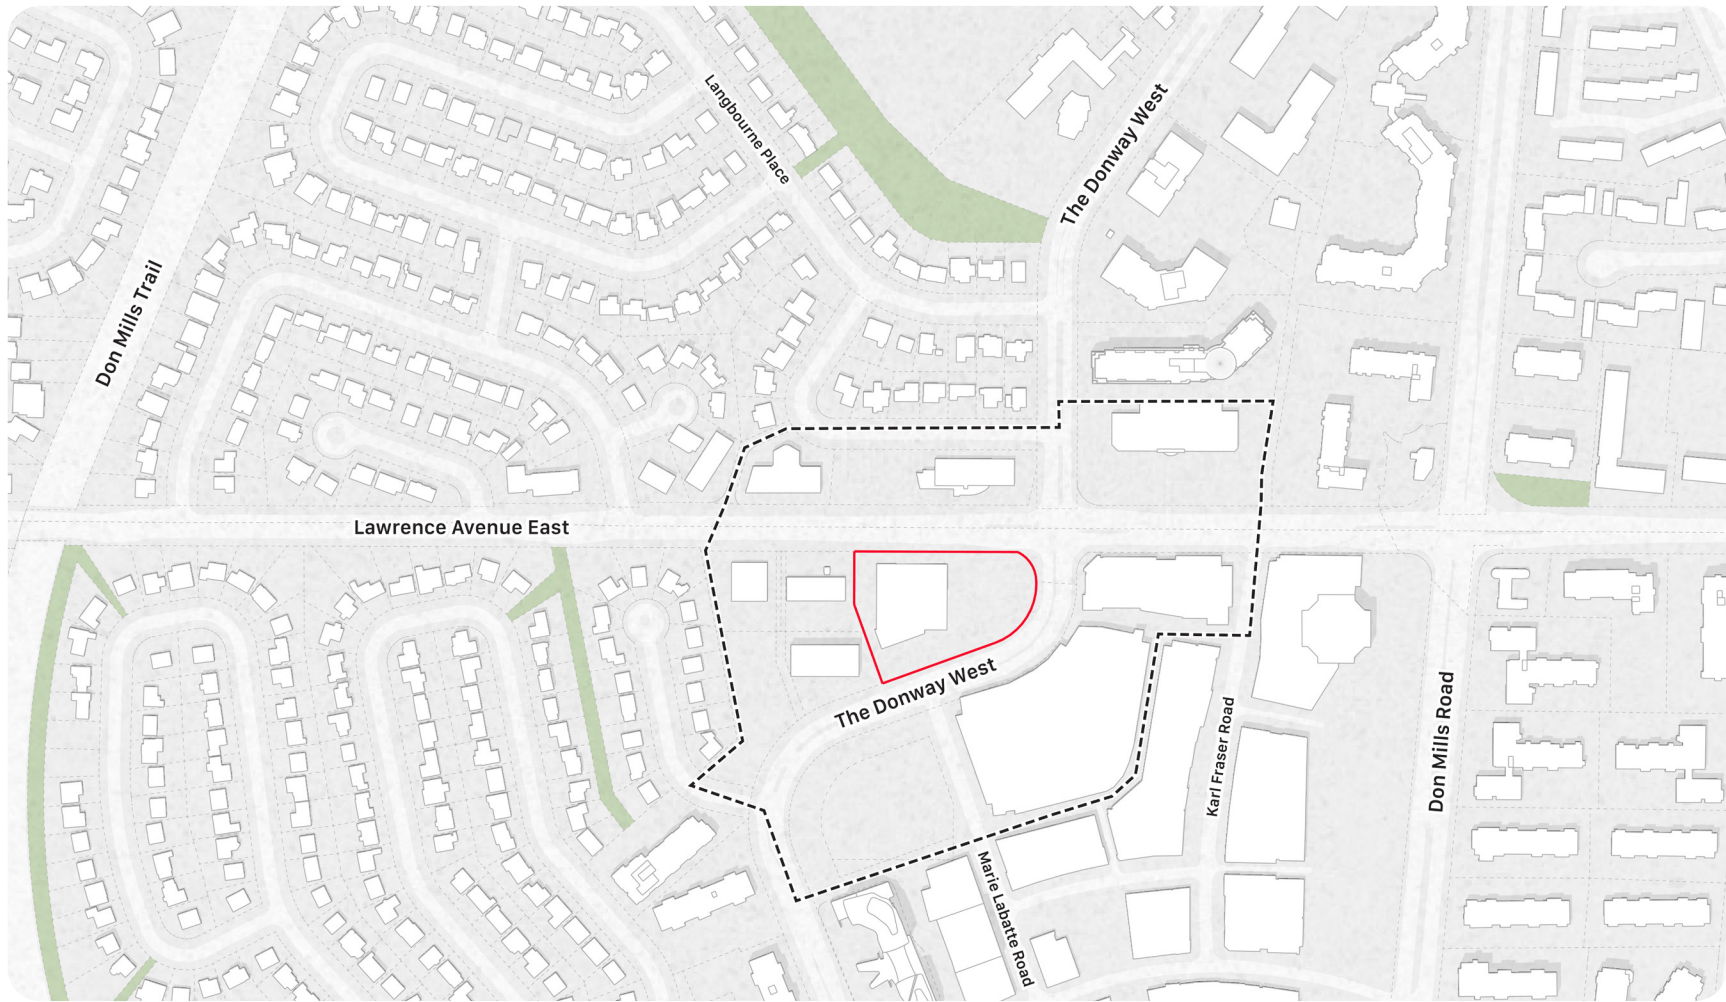 Langbourne Place
The Donway West
Don Mills Trail
Lawrence Avenue East
The Donway West
Karl Fraser Road
Don Mills Road
Marie Labatte Road